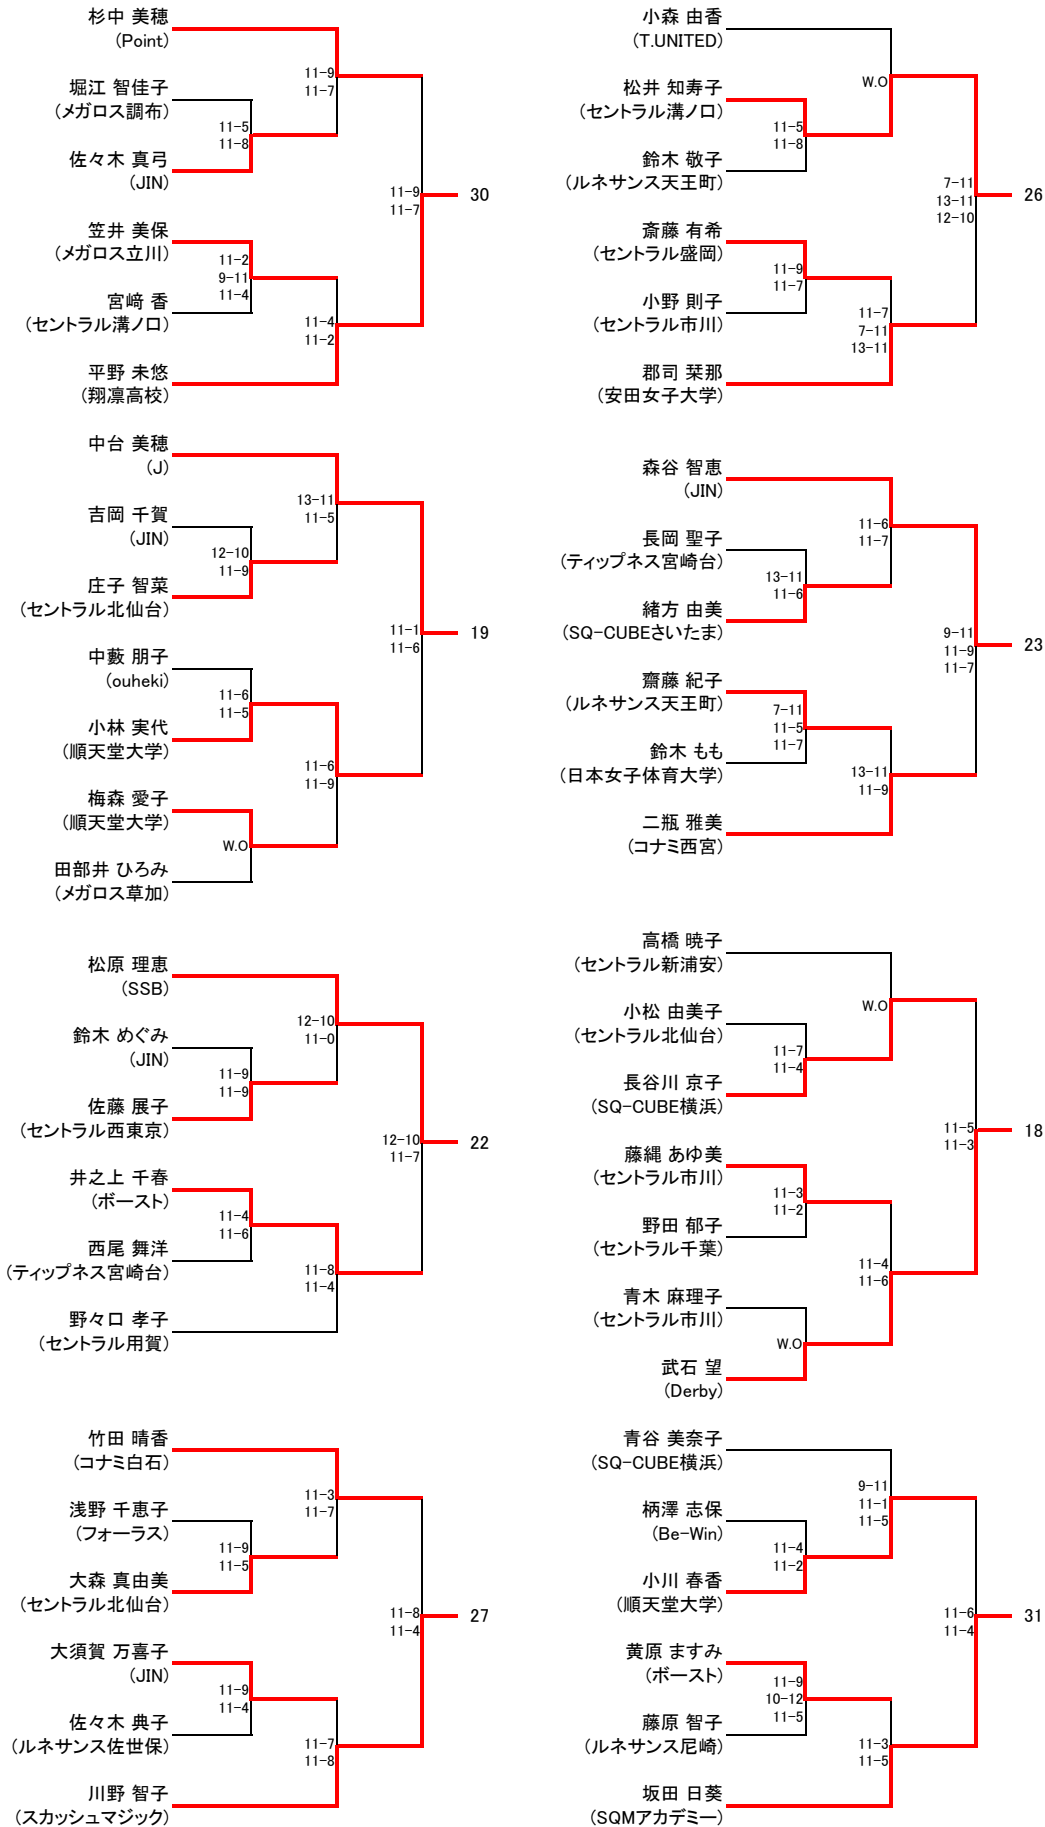 杉中 美穂
(Point)
11-9
11-7
堀江 智佳子
(メガロス調布)
11-5
11-8
佐々木 真弓
(JIN)
11-9
11-7
30
笠井 美保
(メガロス立川)
11-2
9-11
11-4
宮﨑 香
(セントラル溝ノ口)
11-4
11-2
平野 未悠
(翔凛高校)
小森 由香
(T.UNITED)
W.O
松井 知寿子
(セントラル溝ノ口)
11-5
11-8
鈴木 敬子
(ルネサンス天王町)
7-11
13-11
12-10
26
斎藤 有希
(セントラル盛岡)
11-9
11-7
小野 則子
(セントラル市川)
11-7
7-11
13-11
郡司 栞那
(安田女子大学)
中台 美穂
(J)
13-11
11-5
吉岡 千賀
(JIN)
12-10
11-9
庄子 智菜
(セントラル北仙台)
11-1
11-6
19
中藪 朋子
(ouheki)
11-6
11-5
小林 実代
(順天堂大学)
11-6
11-9
梅森 愛子
(順天堂大学)
W.O
田部井 ひろみ
(メガロス草加)
森谷 智恵
(JIN)
11-6
11-7
長岡 聖子
(ティップネス宮崎台)
13-11
11-6
緒方 由美
(SQ-CUBEさいたま)
9-11
11-9
11-7
23
齋藤 紀子
(ルネサンス天王町)
7-11
11-5
11-7
鈴木 もも
(日本女子体育大学)
13-11
11-9
二瓶 雅美
(コナミ西宮)
松原 理恵
(SSB)
12-10
11-0
鈴木 めぐみ
(JIN)
11-9
11-9
佐藤 展子
(セントラル西東京)
12-10
11-7
22
井之上 千春
(ボースト)
11-4
11-6
西尾 舞洋
(ティップネス宮崎台)
11-8
11-4
野々口 孝子
(セントラル用賀)
高橋 暁子
(セントラル新浦安)
W.O
小松 由美子
(セントラル北仙台)
11-7
11-4
長谷川 京子
(SQ-CUBE横浜)
11-5
11-3
18
藤縄 あゆ美
(セントラル市川)
11-3
11-2
野田 郁子
(セントラル千葉)
11-4
11-6
青木 麻理子
(セントラル市川)
W.O
武石 望
(Derby)
竹田 晴香
(コナミ白石)
11-3
11-7
浅野 千恵子
(フォーラス)
11-9
11-5
大森 真由美
(セントラル北仙台)
11-8
11-4
27
大須賀 万喜子
(JIN)
11-9
11-4
佐々木 典子
(ルネサンス佐世保)
11-7
11-8
川野 智子
(スカッシュマジック)
青谷 美奈子
(SQ-CUBE横浜)
9-11
11-1
11-5
柄澤 志保
(Be-Win)
11-4
11-2
小川 春香
(順天堂大学)
11-6
11-4
31
黄原 ますみ
(ボースト)
11-9
10-12
11-5
藤原 智子
(ルネサンス尼崎)
11-3
11-5
坂田 日葵
(SQMアカデミー)